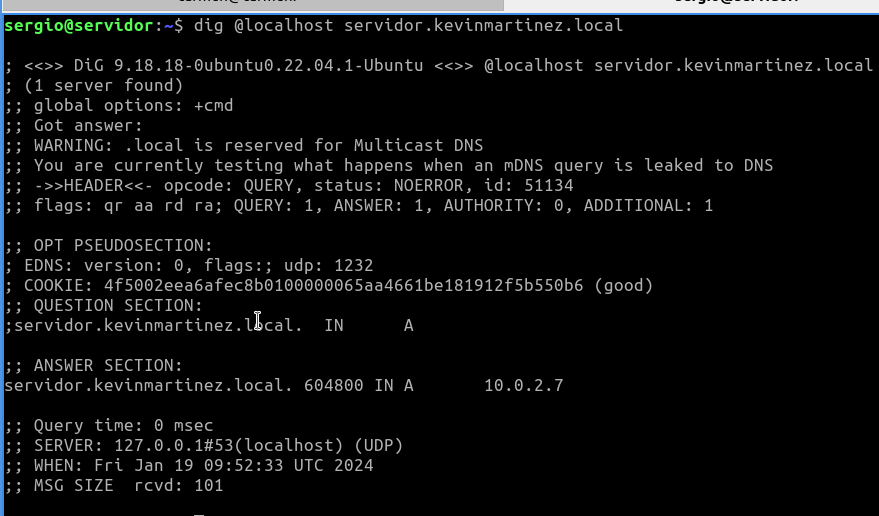 sergio@servidor:~$ dig @localhost servidor.kevinmartinez.local

; <<>> DiG 9.18.18-0ubuntu0.22.04.1-Ubuntu <<>> @localhost servidor.kevinmartinez.local
; (1 server found)
;; global options: +cmd
;; Got answer:
;; WARNING: .local is reserved for Multicast DNS
;; You are currently testing what happens when an mDNS query is leaked to DNS
;; ->>HEADER<<- opcode: QUERY, status: NOERROR, id: 51134
;; flags: qr aa rd ra; QUERY: 1, ANSWER: 1, AUTHORITY: 0, ADDITIONAL: 1

;; OPT PSEUDOSECTION:
; EDNS: version: 0, flags:; udp: 1232
; COOKIE: 4f5002eea6afec8b0100000065aa4661be181912f5b550b6 (good)
;; QUESTION SECTION:
;servidor.kevinmartinez.local. IN A

;; ANSWER SECTION:
servidor.kevinmartinez.local. 604800 IN A 10.0.2.7

;; Query time: 0 msec
;; SERVER: 127.0.0.1#53(localhost) (UDP)
;; WHEN: Fri Jan 19 09:52:33 UTC 2024
;; MSG SIZE rcvd: 101